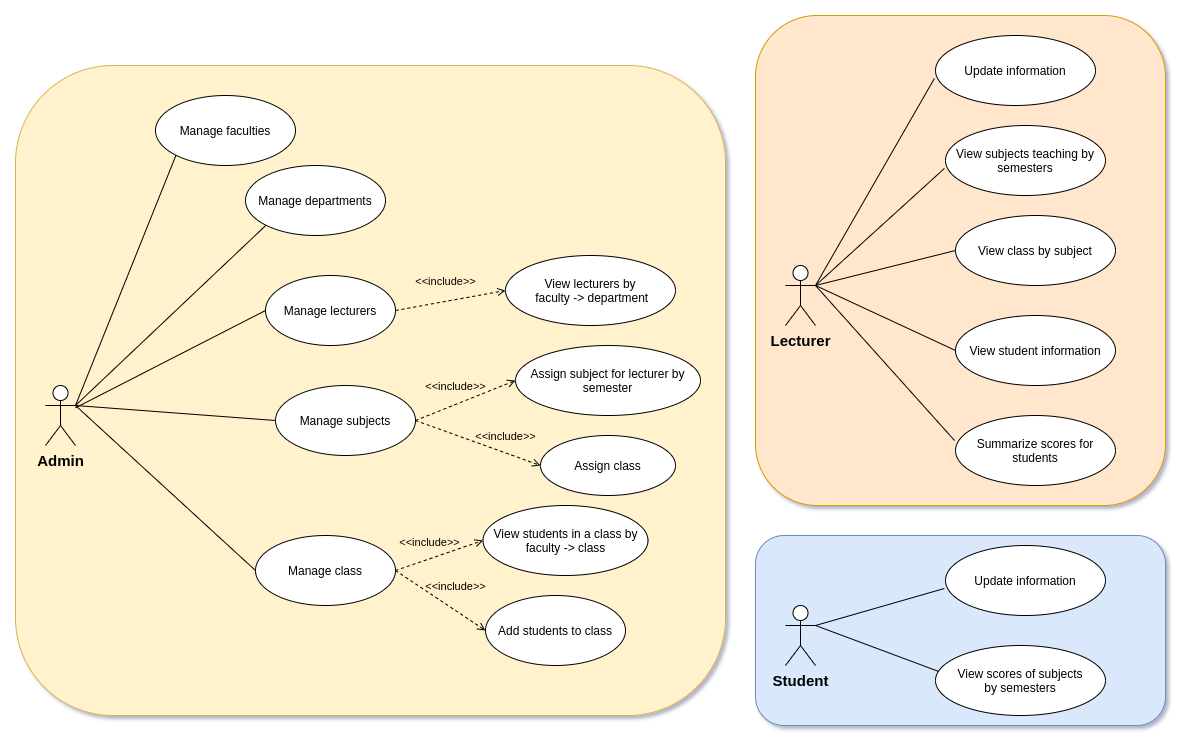 Manage faculties
Manage departments
Manage lecturers
<<include>>
View lecturers by
faculty -> department
Manage subjects
<<include>>
Assign subject for lecturer by
semester
<<include>>
Assign class
Admin
Manage class
<<include>>
View students in a class by
faculty -> class
<<include>>
Add students to class
Update information
View subjects teaching by
semesters
View class by subject
Lecturer
View student information
Summarize scores for
students
Update information
Student
View scores of subjects
by semesters